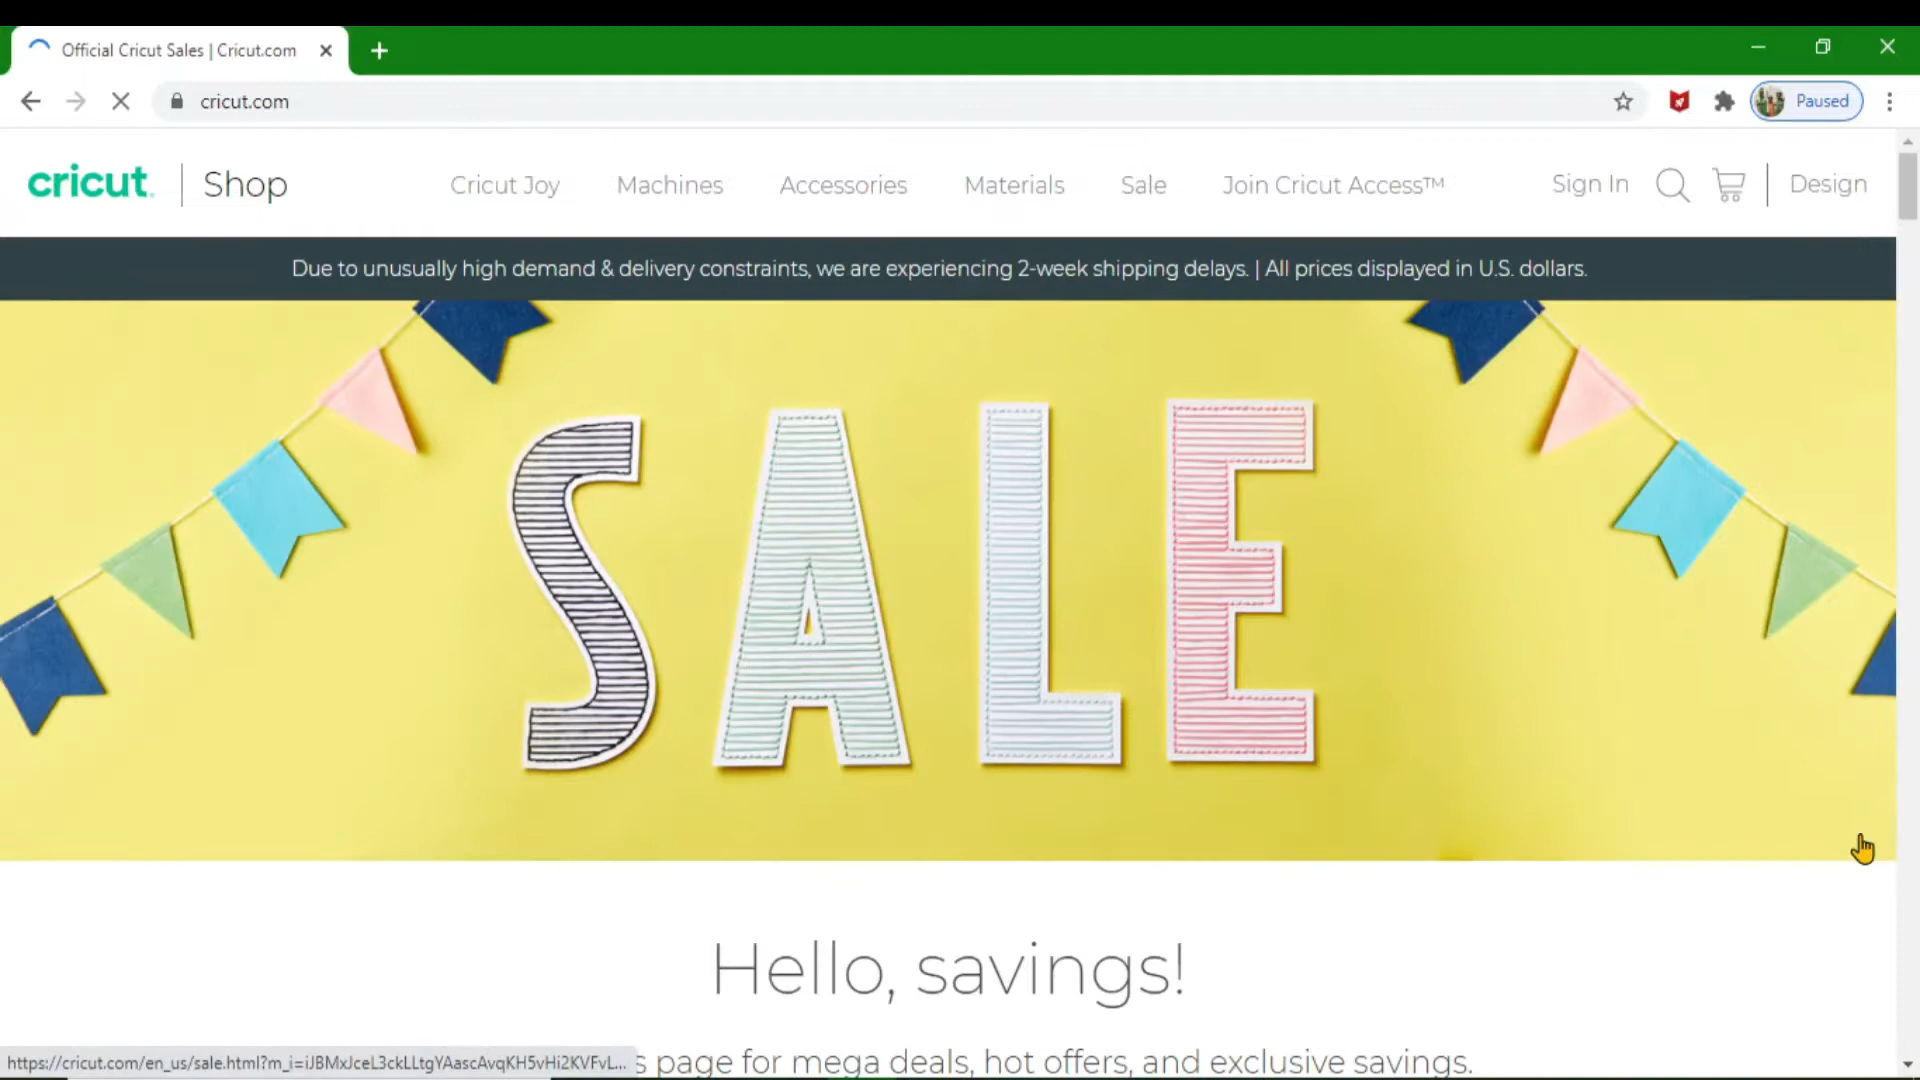 Official Cricut Sales | Cricut.com
cricut.com
Paused
cricut
Shop
Cricut Joy
Machines
Accessories
Materials
Sale
Join Cricut Access™
Sign In
Design
Due to unusually high demand & delivery constraints, we are experiencing 2-week shipping delays. | All prices displayed in U.S. dollars.
SALE
Hello, savings!
https://cricut.com/en_us/sale.html?m_i=iJBMxJceL3ckLLtgYAascAvqKH5vHi2KVFvL...
s page for mega deals, hot offers, and exclusive savings.